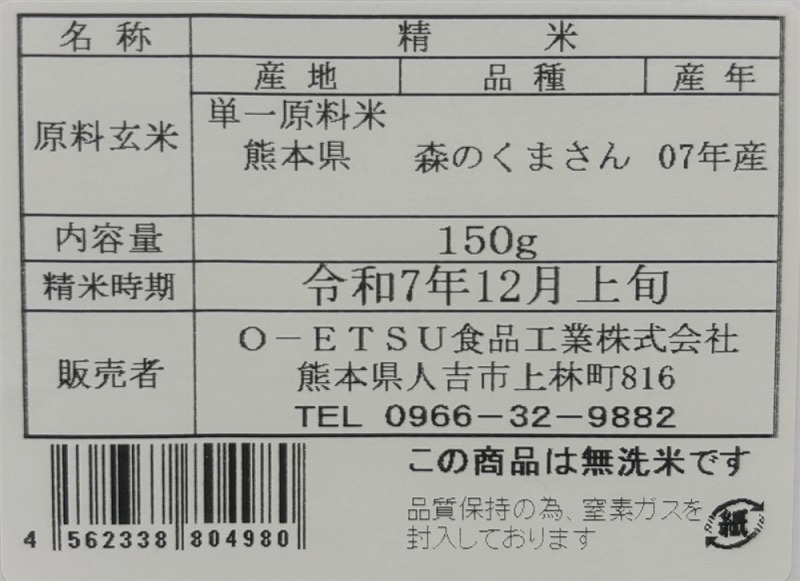 名称 精米
産地 品種 産年
原料玄米
単一原料米
熊本県 森のくまさん 07年産
内容量 150g
精米時期 令和7年12月上旬
販売者
O-ETSU食品工業株式会社
熊本県人吉市上林町816
TEL 0966-32-9882
この商品は無洗米です
品質保持の為、窒素ガスを
封入しております
紙
4 562338 804980